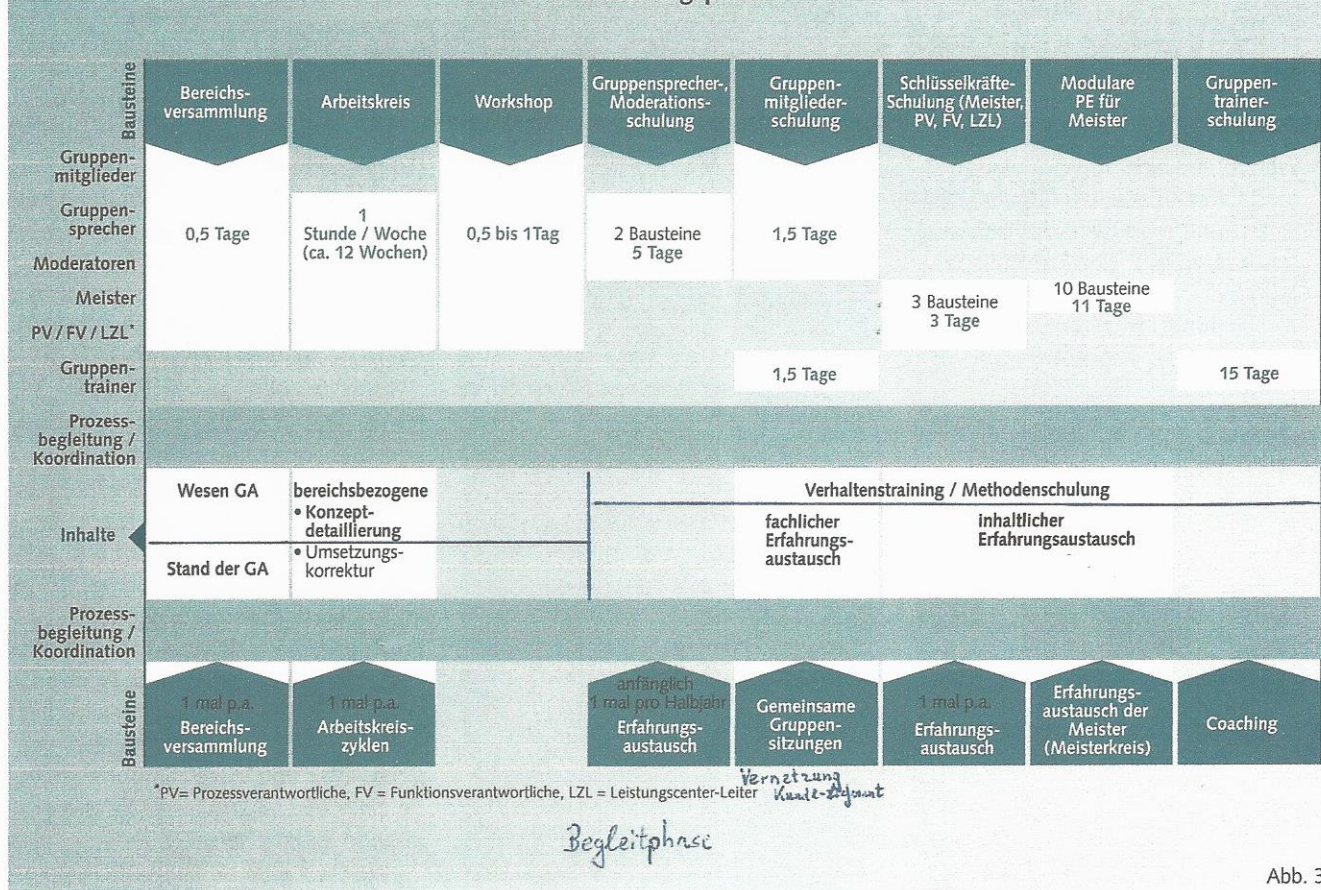 Bausteine
Bereichs-
versammlung
Arbeitskreis
Workshop
Gruppensprecher-,
Moderations-
schulung
Gruppen-
mitglieder-
schulung
Schlüsselkräfte-
Schulung (Meister,
PV, FV, LZL)
Modulare
PE für
Meister
Gruppen-
trainer-
schulung
Gruppen-
mitglieder
Gruppen-
sprecher
Moderatoren
Meister
PV / FV / LZL*
Gruppen-
trainer
0,5 Tage
1
Stunde / Woche
(ca. 12 Wochen)
0,5 bis 1Tag
2 Bausteine
5 Tage
1,5 Tage
3 Bausteine
3 Tage
10 Bausteine
11 Tage
1,5 Tage
15 Tage
Prozess-
begleitung /
Koordination
Inhalte
Wesen GA
Stand der GA
bereichsbezogene
• Konzept-
detaillierung
• Umsetzungs-
korrektur
Verhaltenstraining / Methodenschulung
fachlicher
Erfahrungs-
austausch
inhaltlicher
Erfahrungsaustausch
Prozess-
begleitung /
Koordination
Bausteine
1 mal p.a.
Bereichs-
versammlung
1 mal p.a.
Arbeitskreis-
zyklen
anfänglich
1 mal pro Halbjahr
Erfahrungs-
austausch
Gemeinsame
Gruppen-
sitzungen
1 mal p.a.
Erfahrungs-
austausch
Erfahrungs-
austausch der
Meister
(Meisterkreis)
Coaching
*PV= Prozessverantwortliche, FV = Funktionsverantwortliche, LZL = Leistungscenter-Leiter
Vernetzung
Begleitphase
Abb. 3